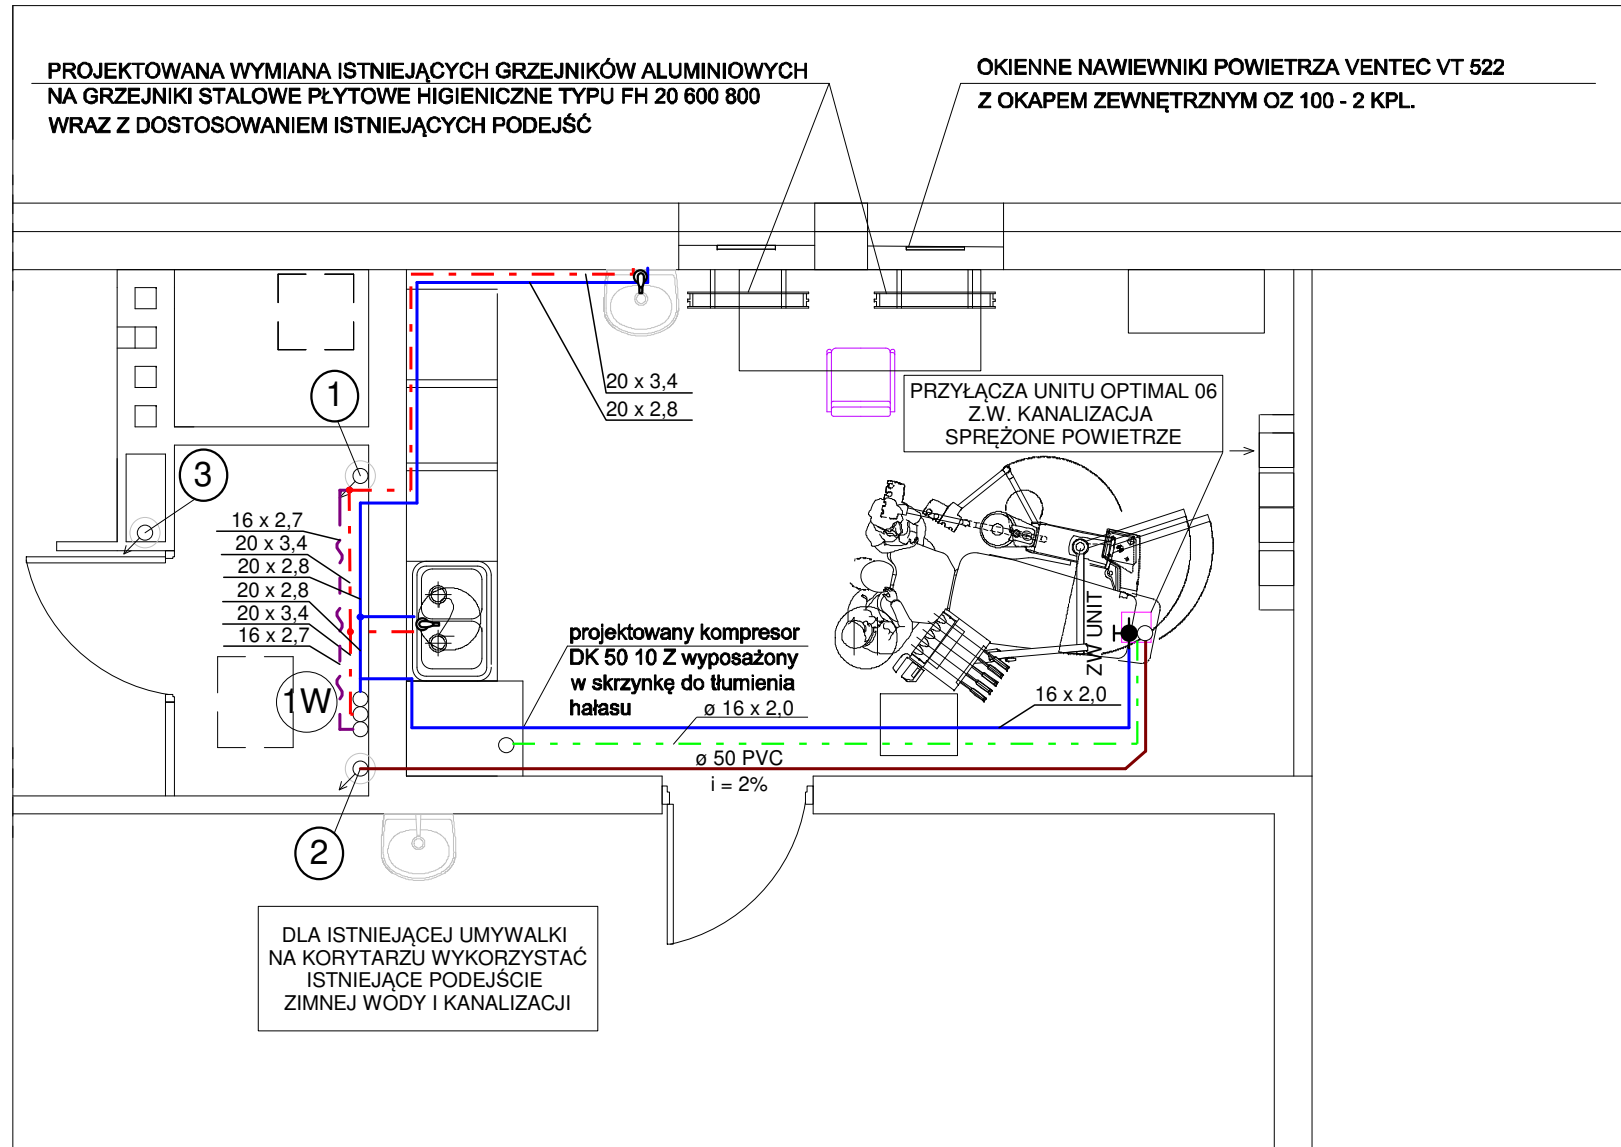 PROJEKTOWANA WYMIANA ISTNIEJĄCYCH GRZEJNIKÓW ALUMINIOWYCH
NA GRZEJNIKI STALOWE PŁYTOWE HIGIENICZNE TYPU FH 20 600 800
WRAZ Z DOSTOSOWANIEM ISTNIEJĄCYCH PODEJŚĆ
OKIENNE NAWIEWNIKI POWIETRZA VENTEC VT 522
Z OKAPEM ZEWNĘTRZNYM OZ 100 - 2 KPL.
20 x 3,4
20 x 2,8
PRZYŁĄCZA UNITU OPTIMAL 06
Z.W. KANALIZACJA
SPRĘŻONE POWIETRZE
1
3
16 x 2,7
20 x 3,4
20 x 2,8
20 x 2,8
20 x 3,4
16 x 2,7
1W
projektowany kompresor
DK 50 10 Z wyposażony
w skrzynkę do tłumienia
hałasu
ø 16 x 2,0
ZW UNIT
16 x 2,0
ø 50 PVC
i = 2%
2
DLA ISTNIEJĄCEJ UMYWALKI
NA KORYTARZU WYKORZYSTAĆ
ISTNIEJĄCE PODEJŚCIE
ZIMNEJ WODY I KANALIZACJI